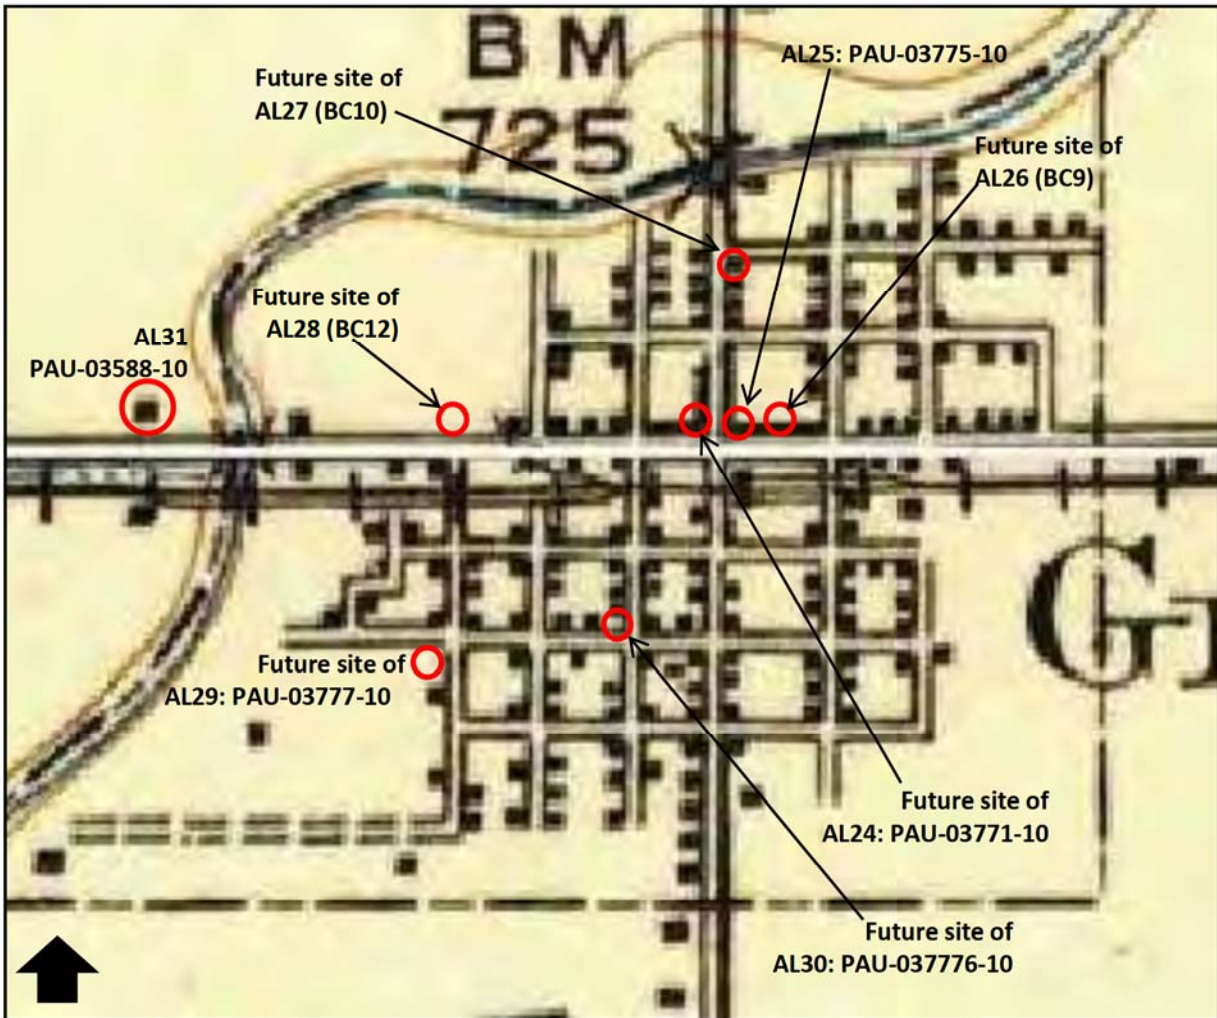 BM
725
AL25: PAU-03775-10
Future site of
AL27 (BC10)
Future site of
AL26 (BC9)
Future site of
AL28 (BC12)
AL31
PAU-03588-10
Future site of
AL29: PAU-03777-10
Future site of
AL24: PAU-03771-10
Future site of
AL30: PAU-037776-10